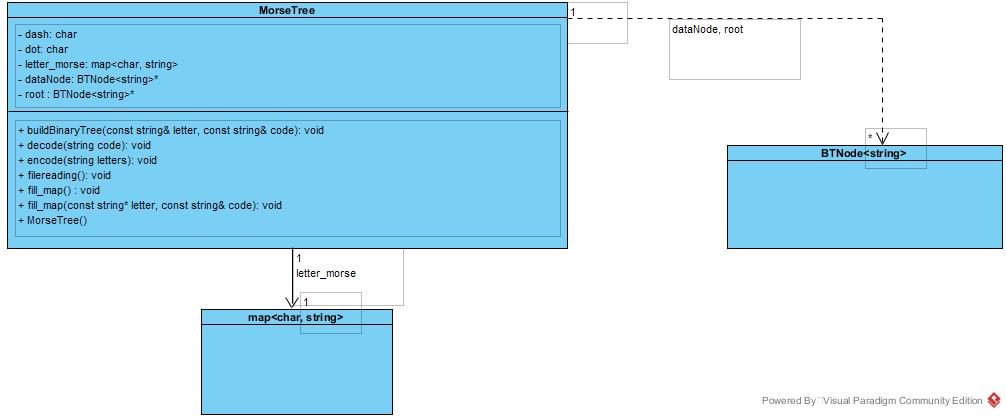 MorseTree
- dash: char
- dot: char
- letter_morse: map<char, string>
- dataNode: BTNode<string>*
- root : BTNode<string>*
+ buildBinaryTree(const string& letter, const string& code): void
+ decode(string code): void
+ encode(string letters): void
+ filereading(): void
+ fill_map() : void
+ fill_map(const string* letter, const string& code): void
+ MorseTree()
1
dataNode, root
*
BTNode<string>
1
letter_morse
1
map<char, string>
Powered By Visual Paradigm Community Edition